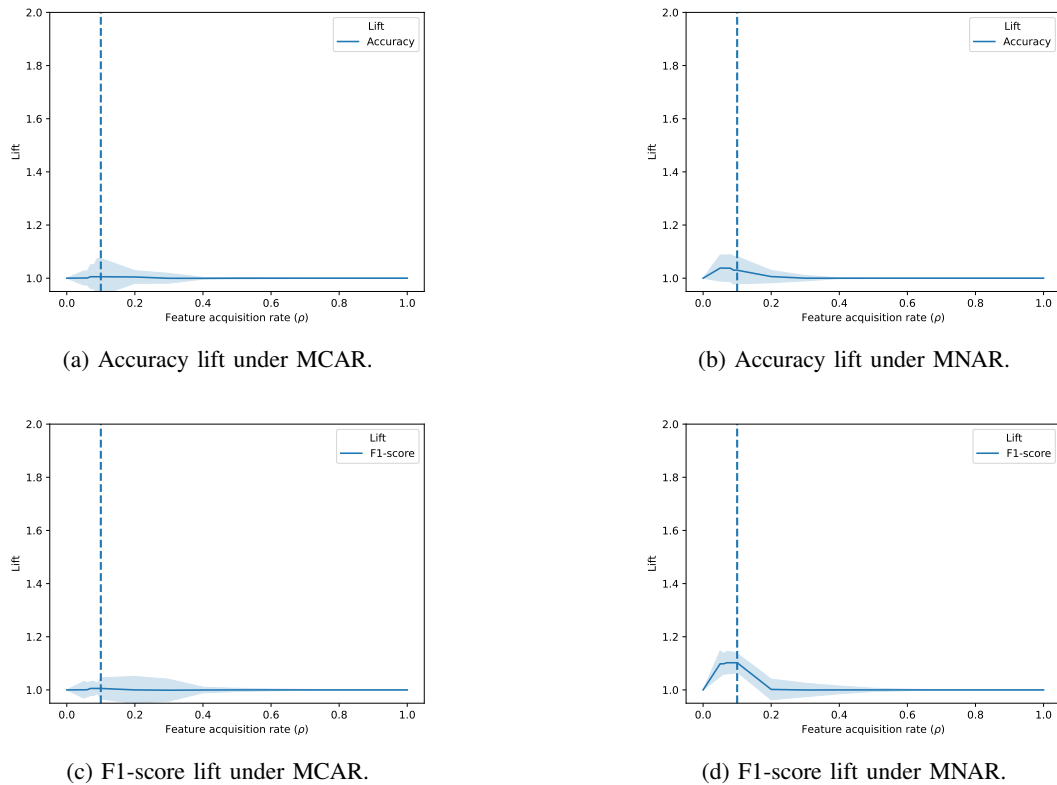 2.0
1.8
1.6
1.4
1.2
1.0
Lift
Lift
Accuracy
0.0 0.2 0.4 0.6 0.8 1.0
Feature acquisition rate (ρ)
(a) Accuracy lift under MCAR.
2.0
1.8
1.6
1.4
1.2
1.0
Lift
Lift
Accuracy
0.0 0.2 0.4 0.6 0.8 1.0
Feature acquisition rate (ρ)
(b) Accuracy lift under MNAR.
2.0
1.8
1.6
1.4
1.2
1.0
Lift
Lift
F1-score
0.0 0.2 0.4 0.6 0.8 1.0
Feature acquisition rate (ρ)
(c) F1-score lift under MCAR.
2.0
1.8
1.6
1.4
1.2
1.0
Lift
Lift
F1-score
0.0 0.2 0.4 0.6 0.8 1.0
Feature acquisition rate (ρ)
(d) F1-score lift under MNAR.